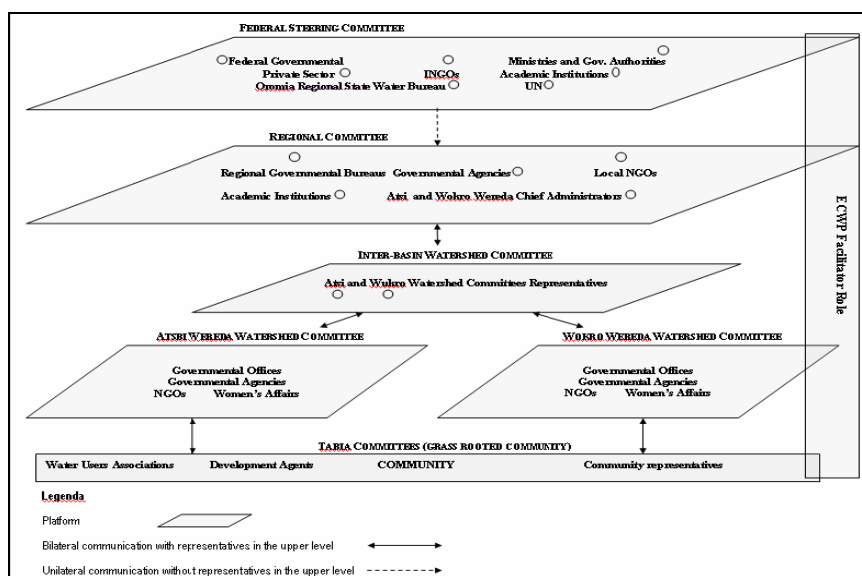 FEDERAL STEERING COMMITTEE
Federal Governmental
Ministries and Gov. Authorities
Private Sector
INGOs
Academic Institutions
Oromia Regional State Water Bureau
UN
REGIONAL COMMITTEE
Regional Governmental Bureaus
Governmental Agencies
Local NGOs
Academic Institutions
Atsi and Wokro Wereda Chief Administrators
INTER-BASIN WATERSHED COMMITTEE
Atsi and Wukro Watershed Committees Representatives
ATSBI WEREDA WATERSHED COMMITTEE
WOKRO WEREDA WATERSHED COMMITTEE
Governmental Offices
Governmental Agencies
NGOs Women's Affairs
Governmental Offices
Governmental Agencies
NGOs Women's Affairs
TABIA COMMITTEES (GRASS ROOTED COMMUNITY)
Water Users Associations
Development Agents
COMMUNITY
Community representatives
ECWP Facilitator Role
Legenda
Platform
Bilateral communication with representatives in the upper level
Unilateral communication without representatives in the upper level